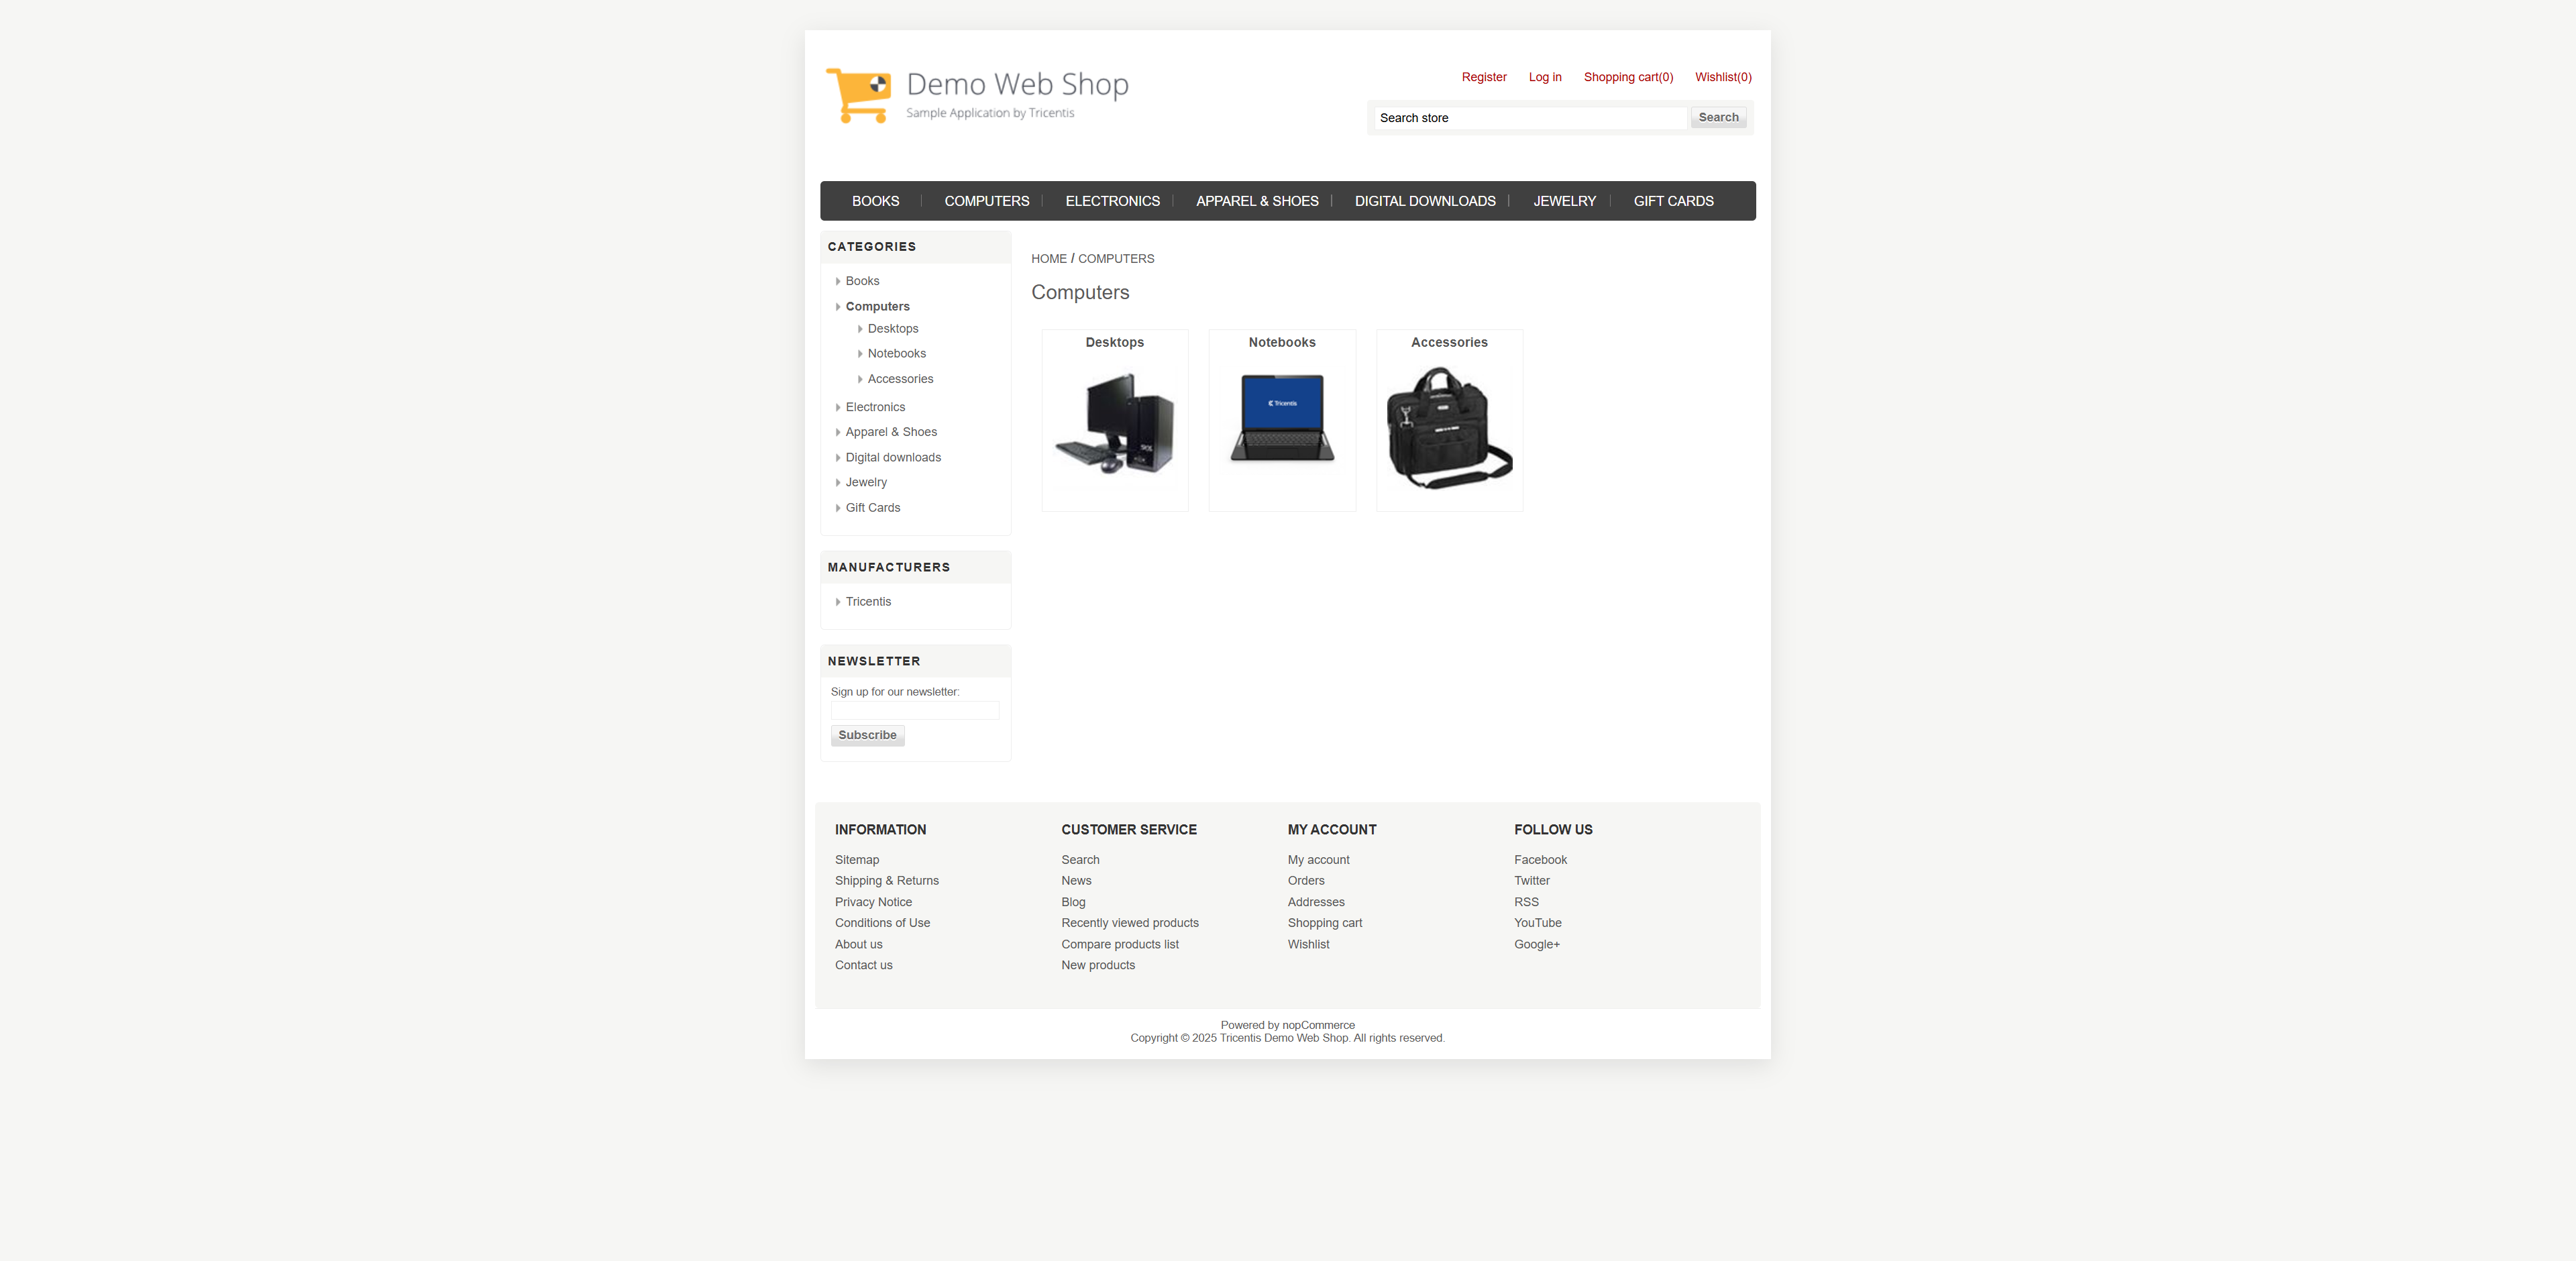 Demo Web Shop
Sample Application by Tricentis
Register Log in Shopping cart(0) Wishlist(0)
Search store Search
BOOKS COMPUTERS ELECTRONICS APPAREL & SHOES DIGITAL DOWNLOADS JEWELRY GIFT CARDS
CATEGORIES
Books
Computers
Desktops
Notebooks
Accessories
Electronics
Apparel & Shoes
Digital downloads
Jewelry
Gift Cards
MANUFACTURERS
Tricentis
NEWSLETTER
Sign up for our newsletter:
Subscribe
HOME / COMPUTERS
Computers
Desktops
Notebooks
Tricentis
Accessories
INFORMATION
Sitemap
Shipping & Returns
Privacy Notice
Conditions of Use
About us
Contact us
CUSTOMER SERVICE
Search
News
Blog
Recently viewed products
Compare products list
New products
MY ACCOUNT
My account
Orders
Addresses
Shopping cart
Wishlist
FOLLOW US
Facebook
Twitter
RSS
YouTube
Google+
Powered by nopCommerce
Copyright © 2025 Tricentis Demo Web Shop. All rights reserved.